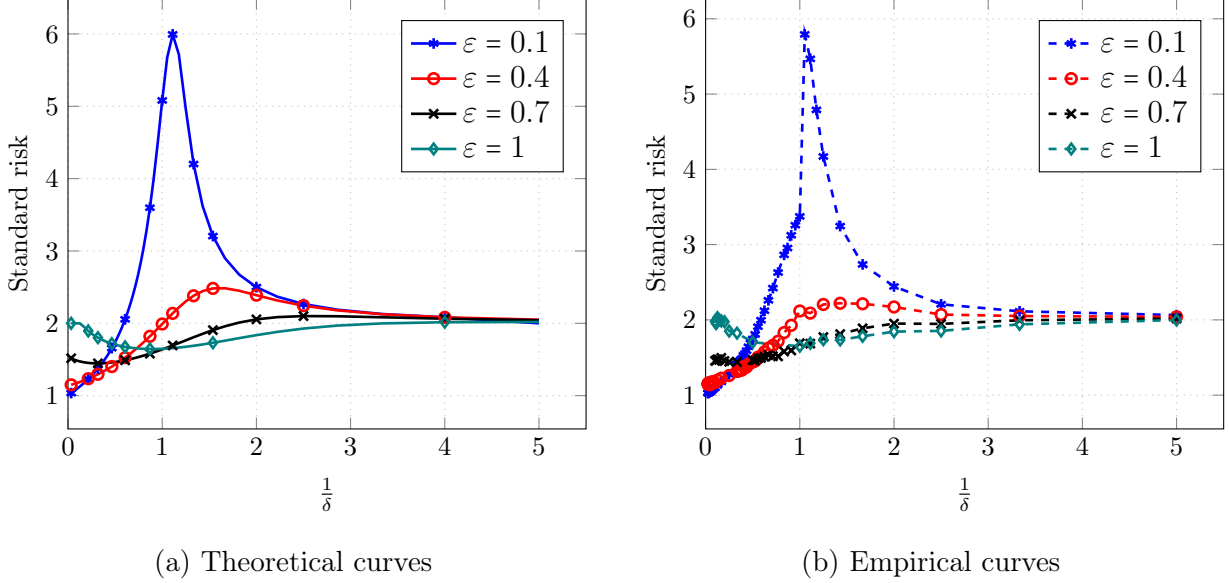 6
5
4
3
2
1
Standard risk
0 1 2 3 4 5
1/δ
ε = 0.1
ε = 0.4
ε = 0.7
ε = 1
(a) Theoretical curves
6
5
4
3
2
1
Standard risk
0 1 2 3 4 5
1/δ
ε = 0.1
ε = 0.4
ε = 0.7
ε = 1
(b) Empirical curves